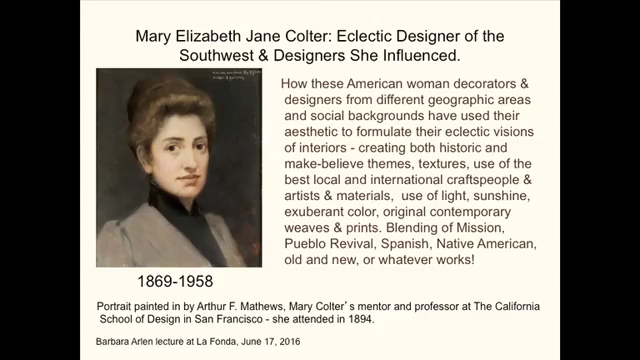 Mary Elizabeth Jane Colter: Eclectic Designer of the
Southwest & Designers She Influenced.
How these American woman decorators &
designers from different geographic areas
and social backgrounds have used their
aesthetic to formulate their eclectic visions
of interiors - creating both historic and
make-believe themes, textures, use of the
best local and international craftspeople &
artists & materials, use of light, sunshine,
exuberant color, original contemporary
weaves & prints. Blending of Mission,
Pueblo Revival, Spanish, Native American,
old and new, or whatever works!
1869-1958
Portrait painted in by Arthur F. Mathews, Mary Colter's mentor and professor at The California
School of Design in San Francisco - she attended in 1894.
Barbara Arlen lecture at La Fonda, June 17, 2016